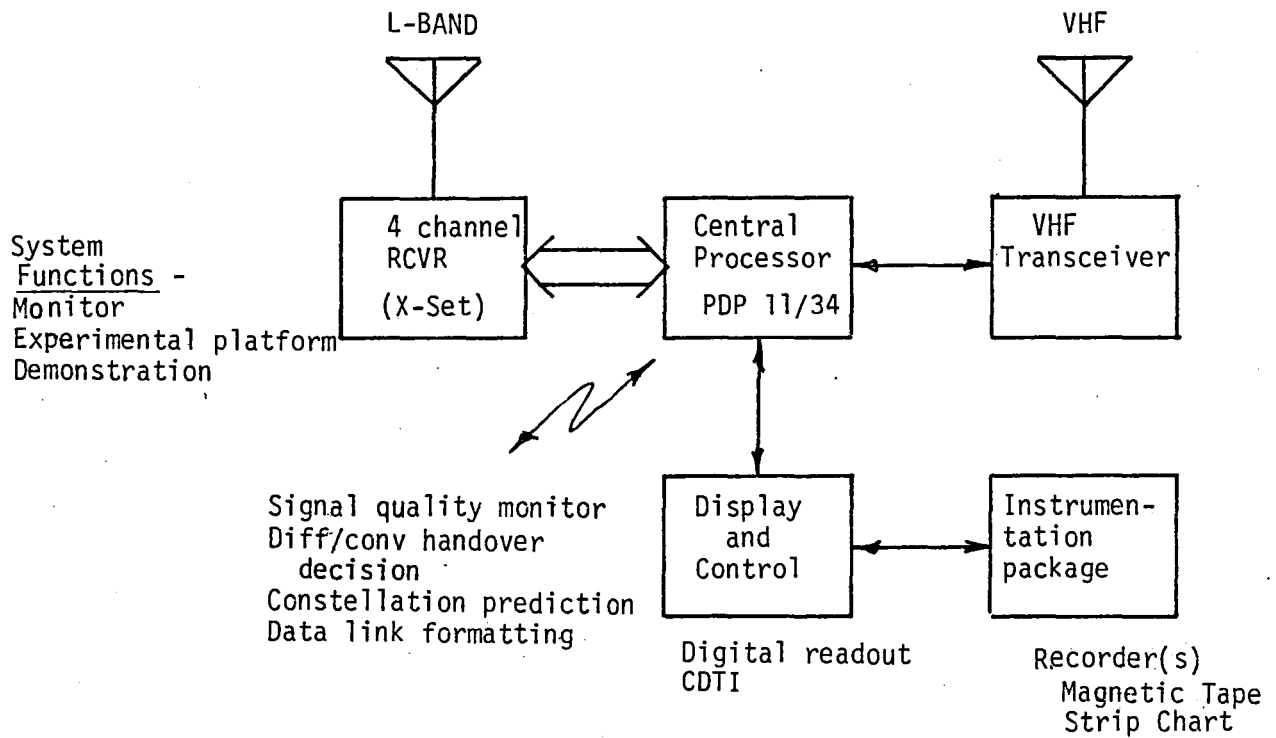 L-BAND
VHF
4 channel
RCVR
(X-Set)
Central
Processor
PDP 11/34
VHF
Transceiver
System
Functions -
Monitor
Experimental platform
Demonstration
Signal quality monitor
Diff/conv handover
decision
Constellation prediction
Data link formatting
Display
and
Control
Instrumen-
tation
package
Digital readout
CDTI
Recorder(s)
Magnetic Tape
Strip Chart